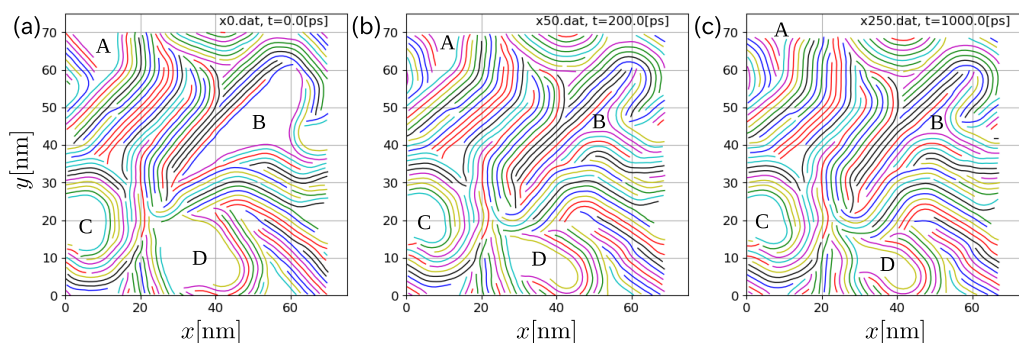 (a) x0.dat, t=0.0[ps] (b) x50.dat, t=200.0[ps] (c) x250.dat, t=1000.0[ps]
70 A 70 A 70 A
60 60 60
50 B 50 B 50 B
y[nm] 40 40 40
30 30 30
20 C 20 C 20 C
10 D 10 D 10 D
0 0 0
0 20 40 60 0 20 40 60 0 20 40 60
x[nm] x[nm] x[nm]